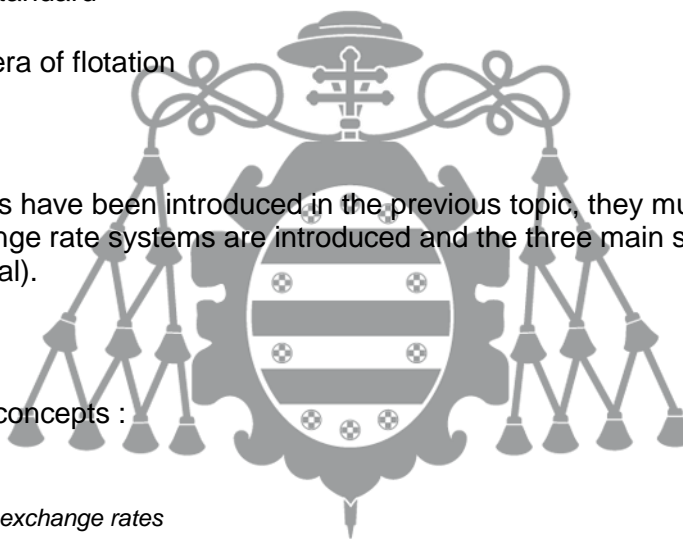 tandard
era of flotation
s have been introduced in the previous topic, they mu
nge rate systems are introduced and the three main s
al).
concepts :
exchange rates